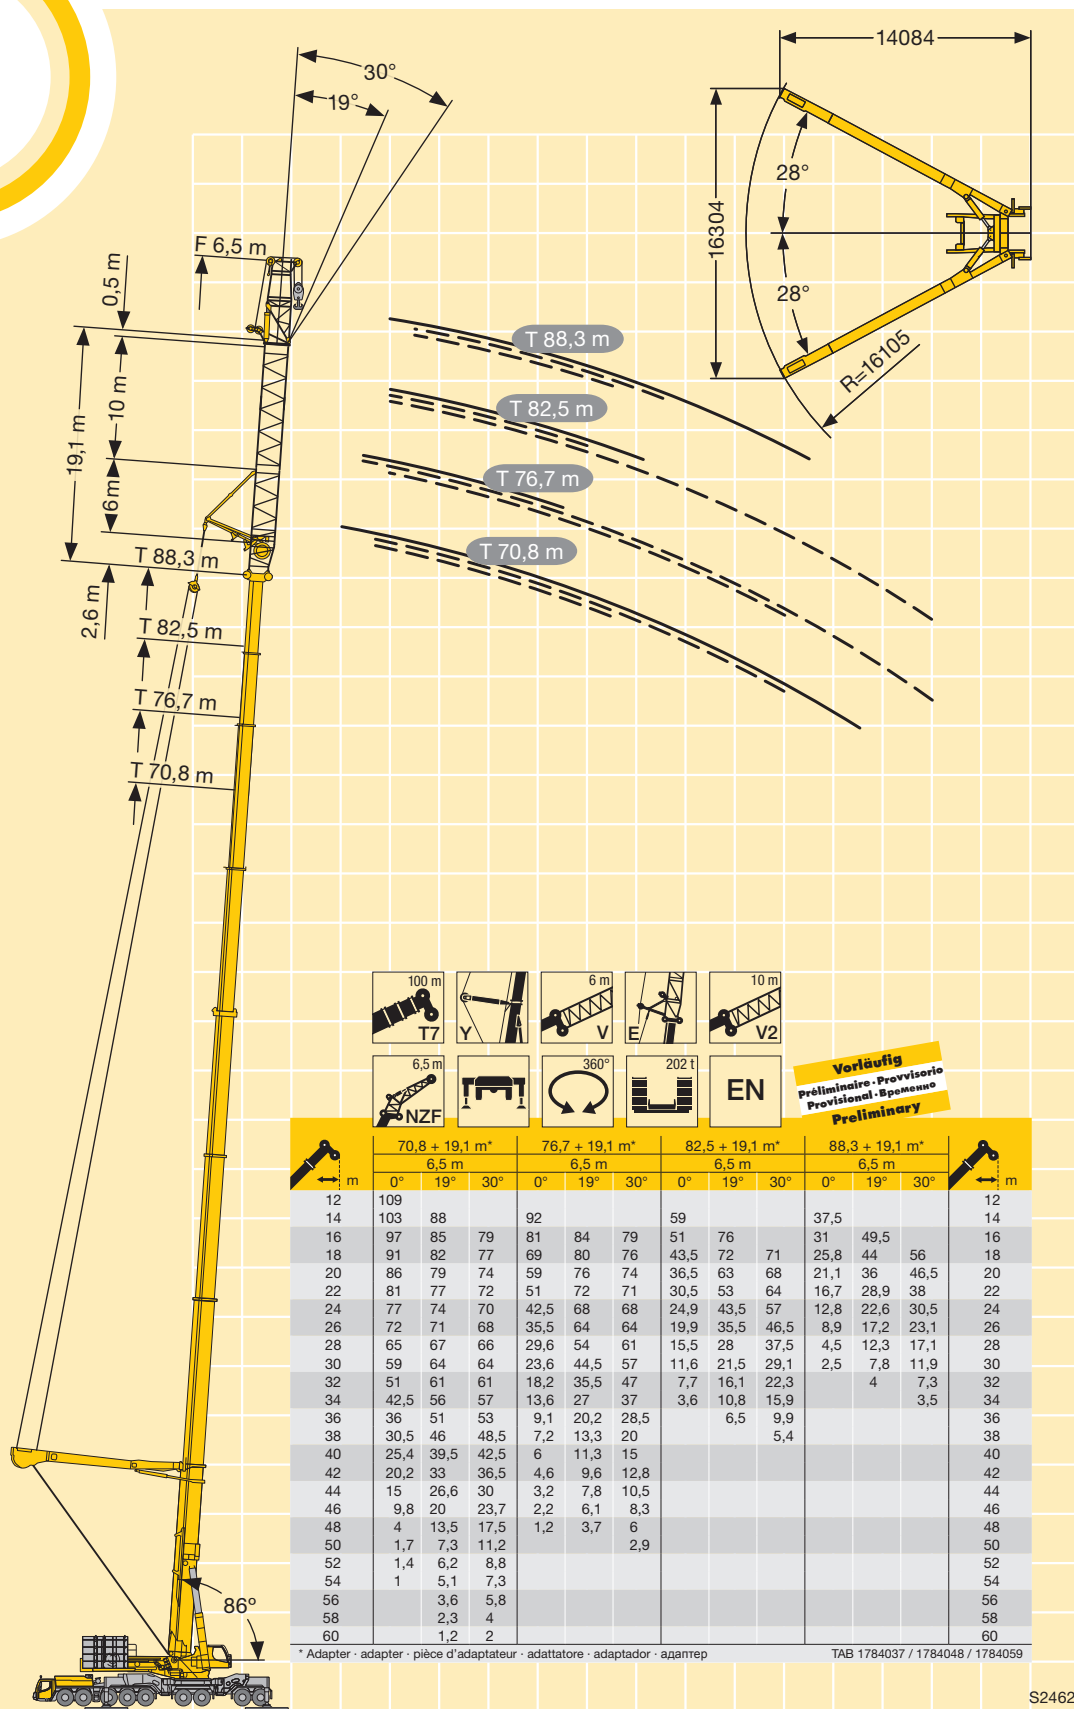 14084
30°
19°
28°
16304
28°
R=16105
F 6,5 m
0,5 m
10 m
19,1 m
6m
T 88,3 m
2,6 m
T 82,5 m
T 76,7 m
T 70,8 m
T 88,3 m
T 82,5 m
T 76,7 m
T 70,8 m
86°
100 m
T7
Y
6 m
V
E
10 m
V2
6,5 m
NZF
360°
202 t
EN
Vorläufig
Préliminaire · Provvisorio
Provisional · Временно
Preliminary
70,8 + 19,1 m* 76,7 + 19,1 m* 82,5 + 19,1 m* 88,3 + 19,1 m*
6,5 m 6,5 m 6,5 m 6,5 m
m 0° 19° 30° 0° 19° 30° 0° 19° 30° 0° 19° 30° m
12 109 12
14 103 88 92 59 37,5 14
16 97 85 79 81 84 79 51 76 31 49,5 16
18 91 82 77 69 80 76 43,5 72 71 25,8 44 56 18
20 86 79 74 59 76 74 36,5 63 68 21,1 36 46,5 20
22 81 77 72 51 72 71 30,5 53 64 16,7 28,9 38 22
24 77 74 70 42,5 68 68 24,9 43,5 57 12,8 22,6 30,5 24
26 72 71 68 35,5 64 64 19,9 35,5 46,5 8,9 17,2 23,1 26
28 65 67 66 29,6 54 61 15,5 28 37,5 4,5 12,3 17,1 28
30 59 64 64 23,6 44,5 57 11,6 21,5 29,1 2,5 7,8 11,9 30
32 51 61 61 18,2 35,5 47 7,7 16,1 22,3 4 7,3 32
34 42,5 56 57 13,6 27 37 3,6 10,8 15,9 3,5 34
36 36 51 53 9,1 20,2 28,5 6,5 9,9 36
38 30,5 46 48,5 7,2 13,3 20 5,4 38
40 25,4 39,5 42,5 6 11,3 15 40
42 20,2 33 36,5 4,6 9,6 12,8 42
44 15 26,6 30 3,2 7,8 10,5 44
46 9,8 20 23,7 2,2 6,1 8,3 46
48 4 13,5 17,5 1,2 3,7 6 48
50 1,7 7,3 11,2 2,9 50
52 1,4 6,2 8,8 52
54 1 5,1 7,3 54
56 3,6 5,8 56
58 2,3 4 58
60 1,2 2 60
* Adapter · adapter · pièce d'adaptateur · adattatore · adaptador · адаптер TAB 1784037 / 1784048 / 1784059
S2462